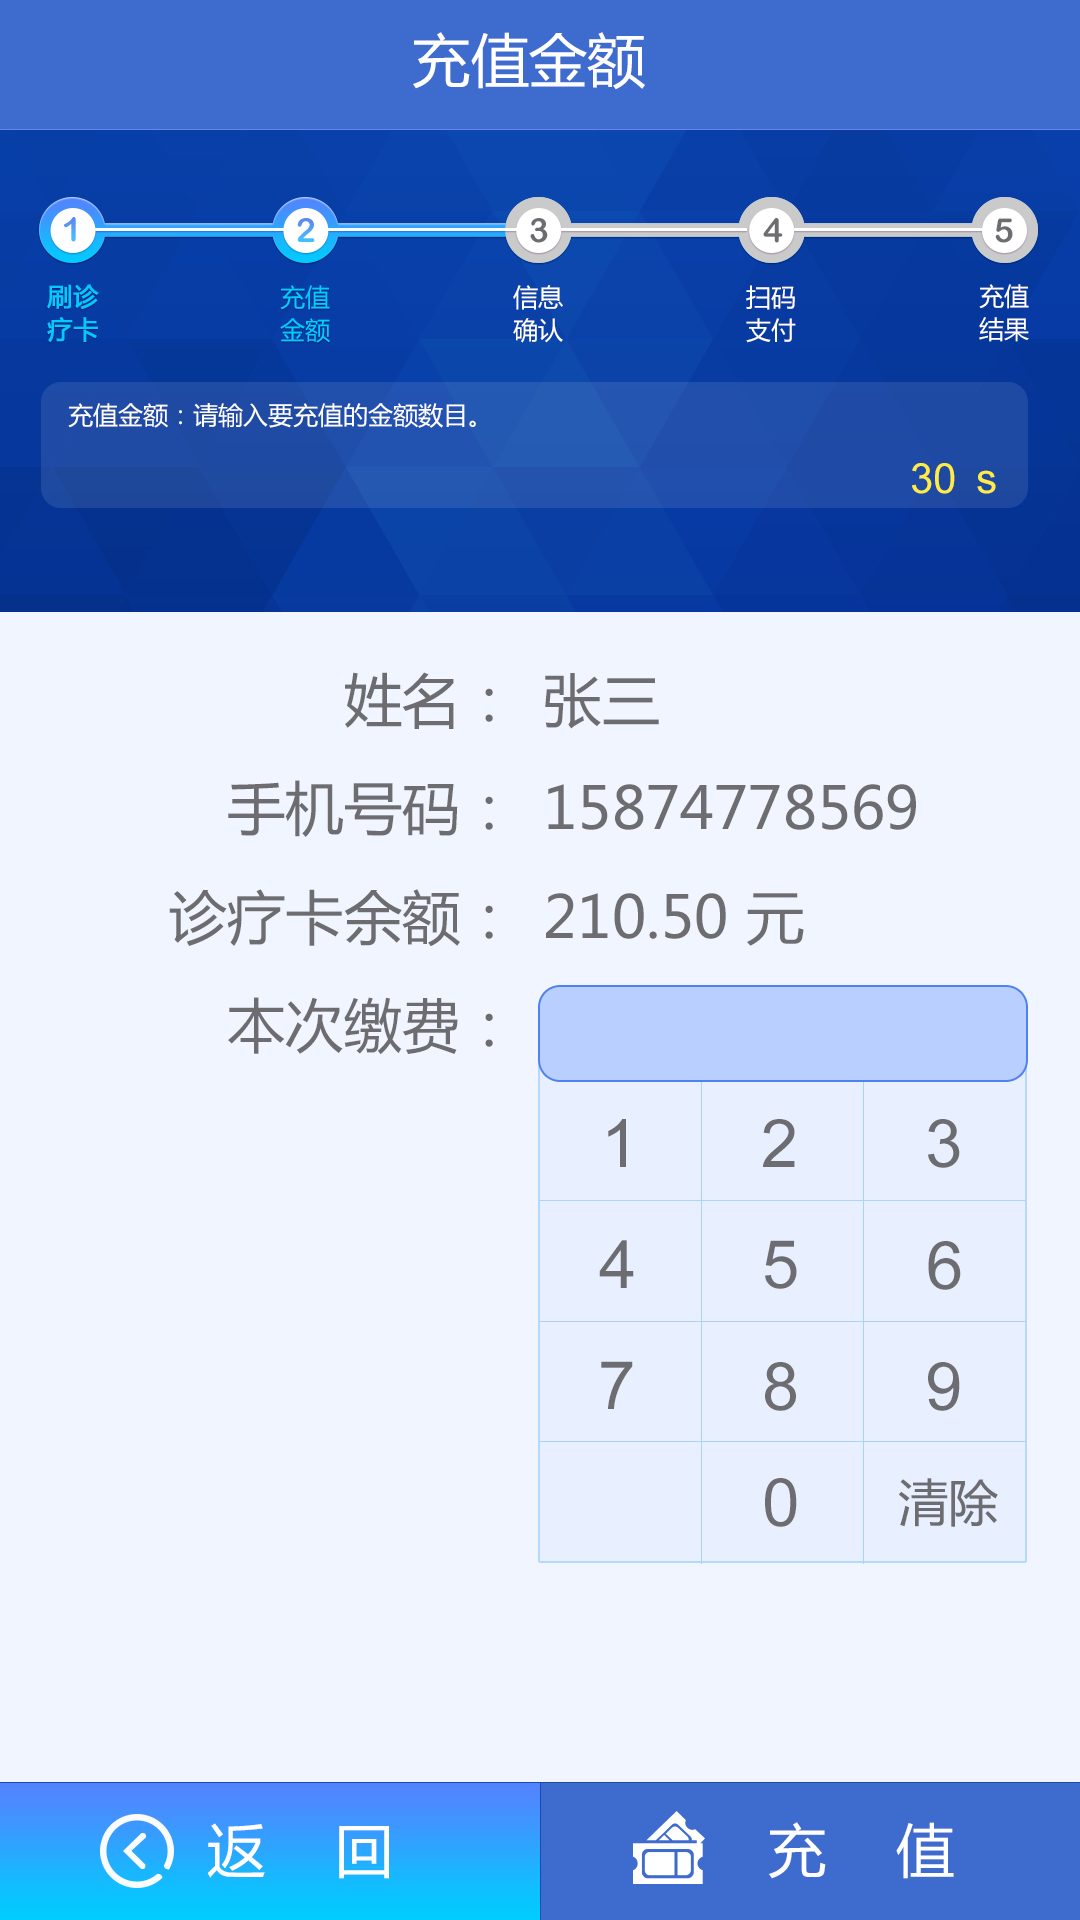 充值金额
1 2 3 4 5
刷诊 充值 信息 扫码 充值
疗卡 金额 确认 支付 结果
充值金额：请输入要充值的金额数目。
30 s
姓名： 张三
手机号码： 15874778569
诊疗卡余额： 210.50 元
本次缴费：
1 2 3
4 5 6
7 8 9
0 清除
返 回 充 值